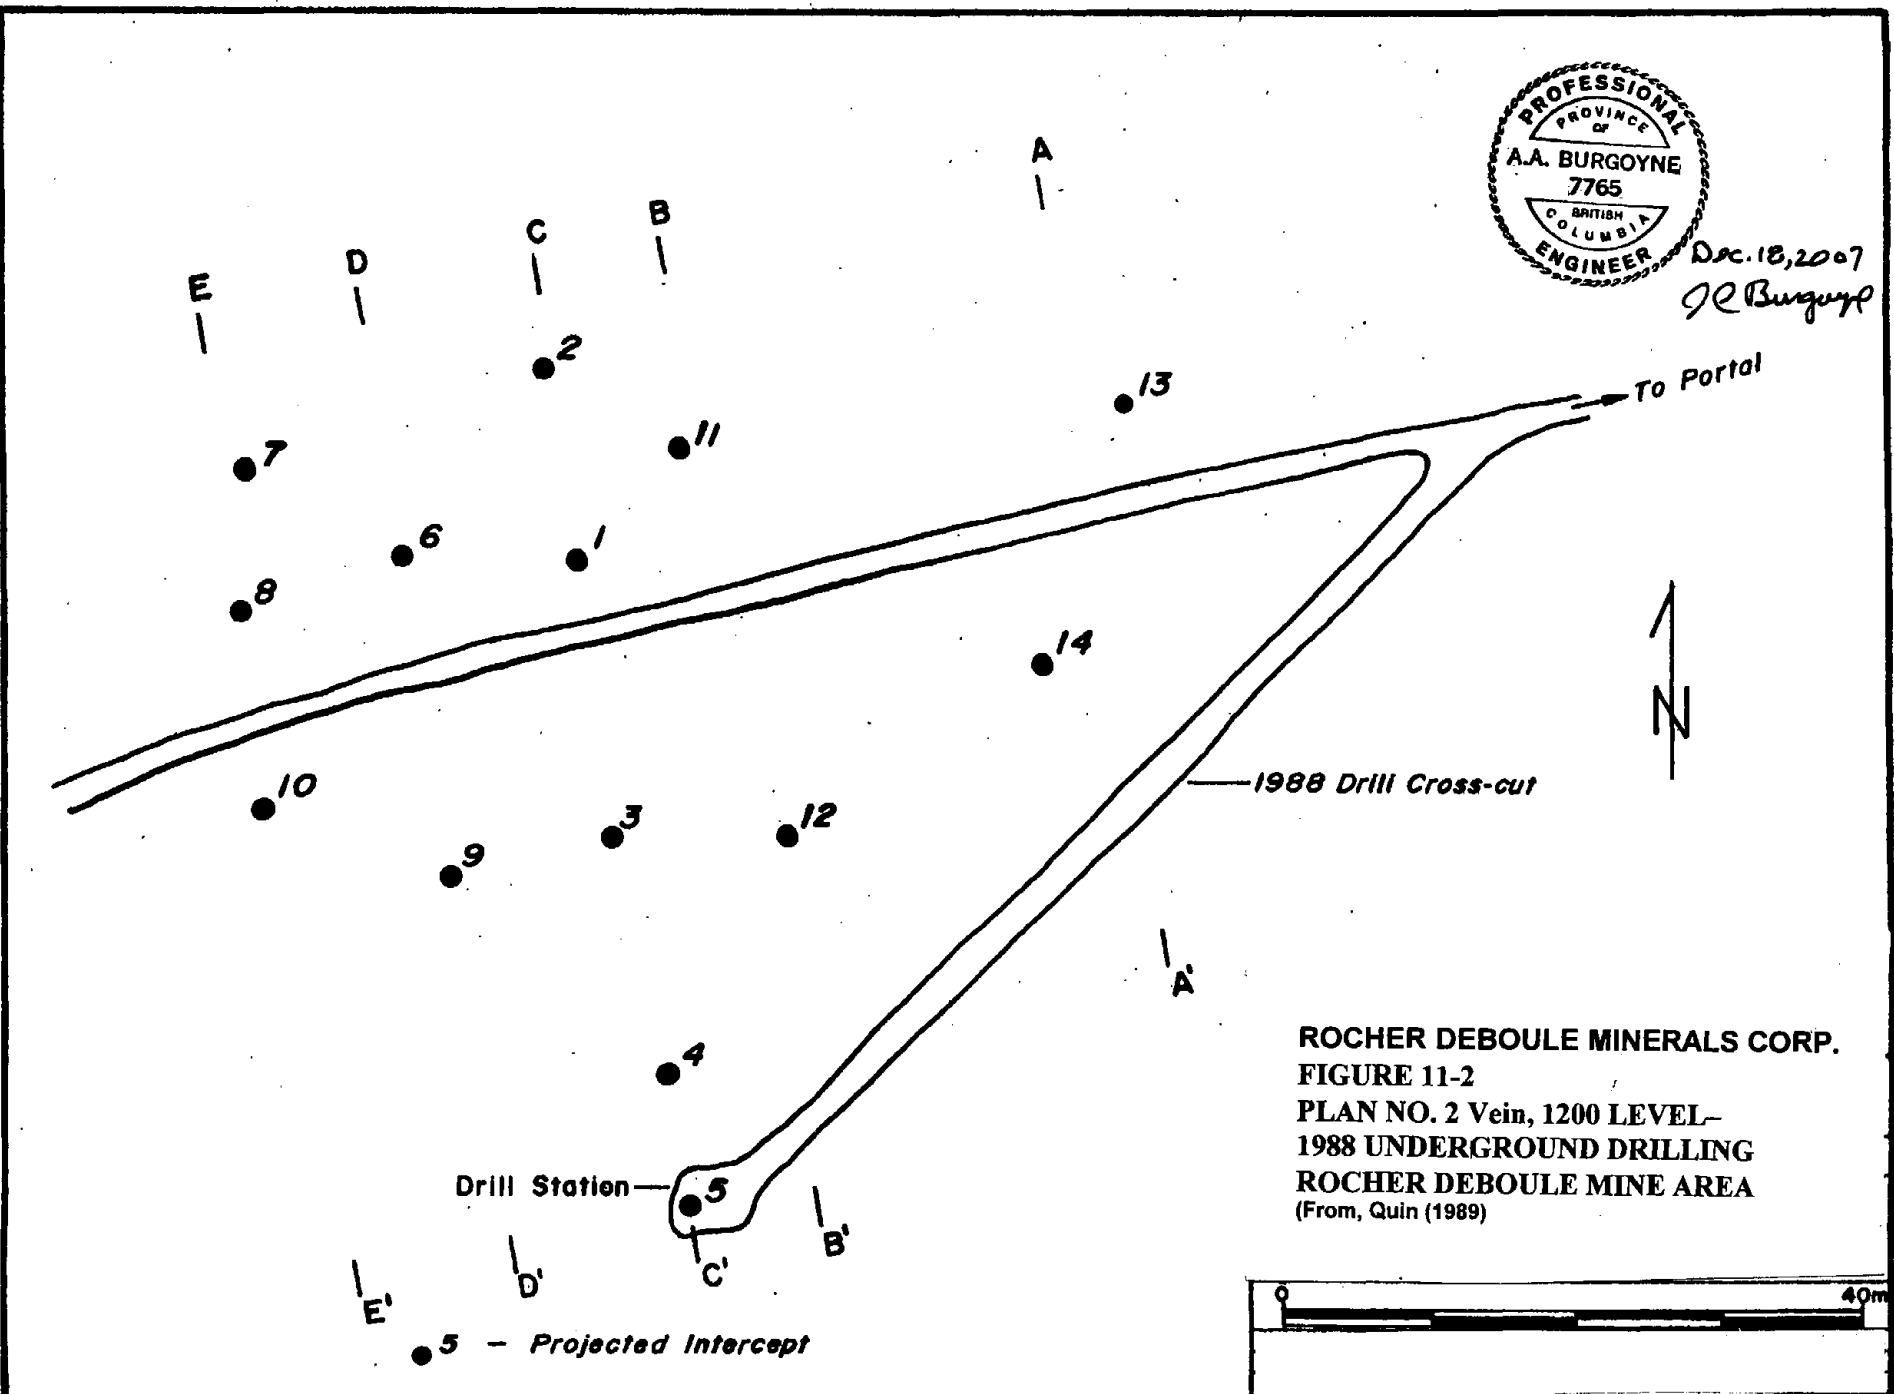 PROFESSIONAL
PROVINCE
OF
A.A. BURGOYNE
7765
BRITISH
COLUMBIA
ENGINEER
Dec. 18, 2007
A
B
C
D
E
2
13
To Portal
11
7
6
1
8
14
N
10
1988 Drill Cross-cut
3
12
9
A'
4
ROCHER DEBOULE MINERALS CORP.
FIGURE 11-2
PLAN NO. 2 Vein, 1200 LEVEL–
1988 UNDERGROUND DRILLING
ROCHER DEBOULE MINE AREA
(From, Quin (1989)
Drill Station
5
B'
C'
D'
E'
0 40m
5 – Projected Intercept